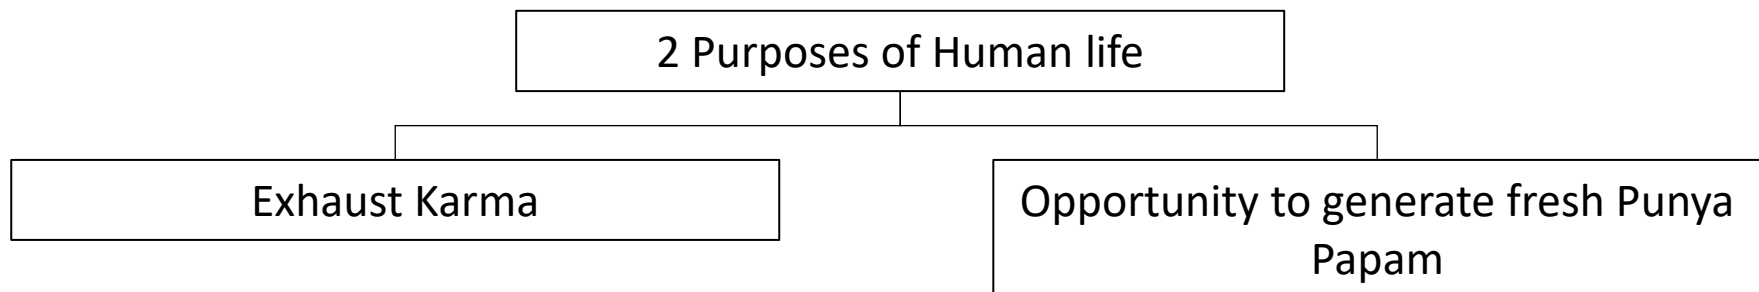 2 Purposes of Human life
Exhaust Karma
Opportunity to generate fresh Punya
Papam